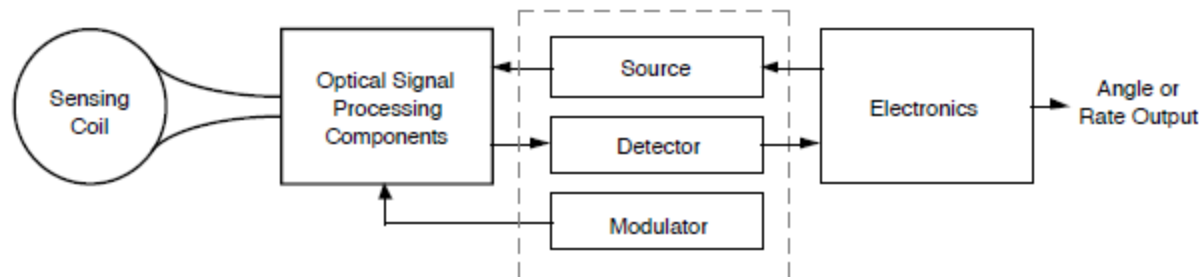 Sensing
Coil
Optical Signal
Processing
Components
Source
Detector
Modulator
Electronics
Angle or
Rate Output